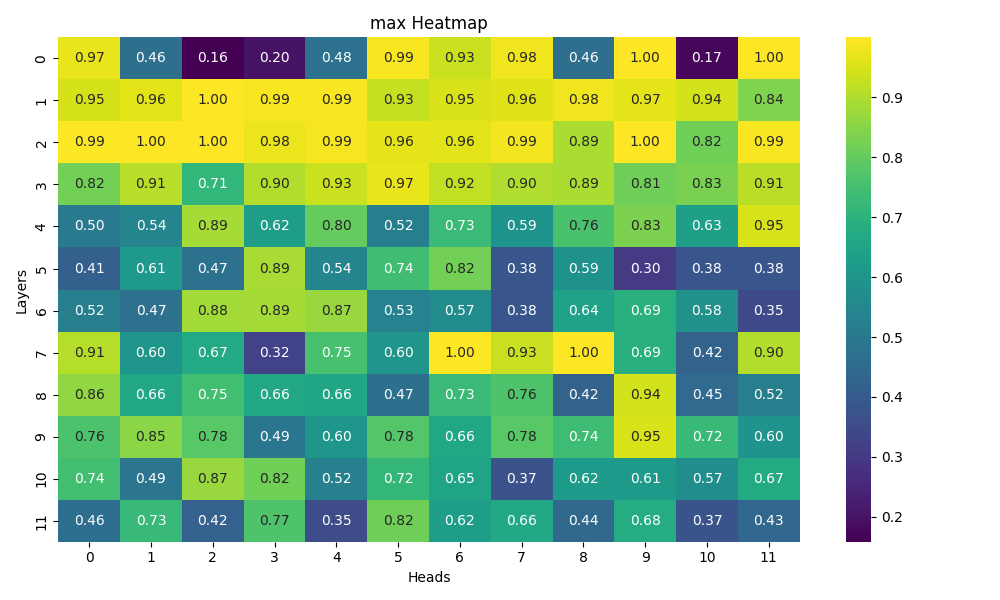 max Heatmap
0 0.97 0.46 0.16 0.20 0.48 0.99 0.93 0.98 0.46 1.00 0.17 1.00
1 0.95 0.96 1.00 0.99 0.99 0.93 0.95 0.96 0.98 0.97 0.94 0.84 0.9
2 0.99 1.00 1.00 0.98 0.99 0.96 0.96 0.99 0.89 1.00 0.82 0.99 0.8
3 0.82 0.91 0.71 0.90 0.93 0.97 0.92 0.90 0.89 0.81 0.83 0.91
4 0.50 0.54 0.89 0.62 0.80 0.52 0.73 0.59 0.76 0.83 0.63 0.95 0.7
5 0.41 0.61 0.47 0.89 0.54 0.74 0.82 0.38 0.59 0.30 0.38 0.38 0.6
Layers
6 0.52 0.47 0.88 0.89 0.87 0.53 0.57 0.38 0.64 0.69 0.58 0.35
7 0.91 0.60 0.67 0.32 0.75 0.60 1.00 0.93 1.00 0.69 0.42 0.90 0.5
8 0.86 0.66 0.75 0.66 0.66 0.47 0.73 0.76 0.42 0.94 0.45 0.52 0.4
9 0.76 0.85 0.78 0.49 0.60 0.78 0.66 0.78 0.74 0.95 0.72 0.60
10 0.74 0.49 0.87 0.82 0.52 0.72 0.65 0.37 0.62 0.61 0.57 0.67 0.3
11 0.46 0.73 0.42 0.77 0.35 0.82 0.62 0.66 0.44 0.68 0.37 0.43 0.2
0 1 2 3 4 5 6 7 8 9 10 11
Heads